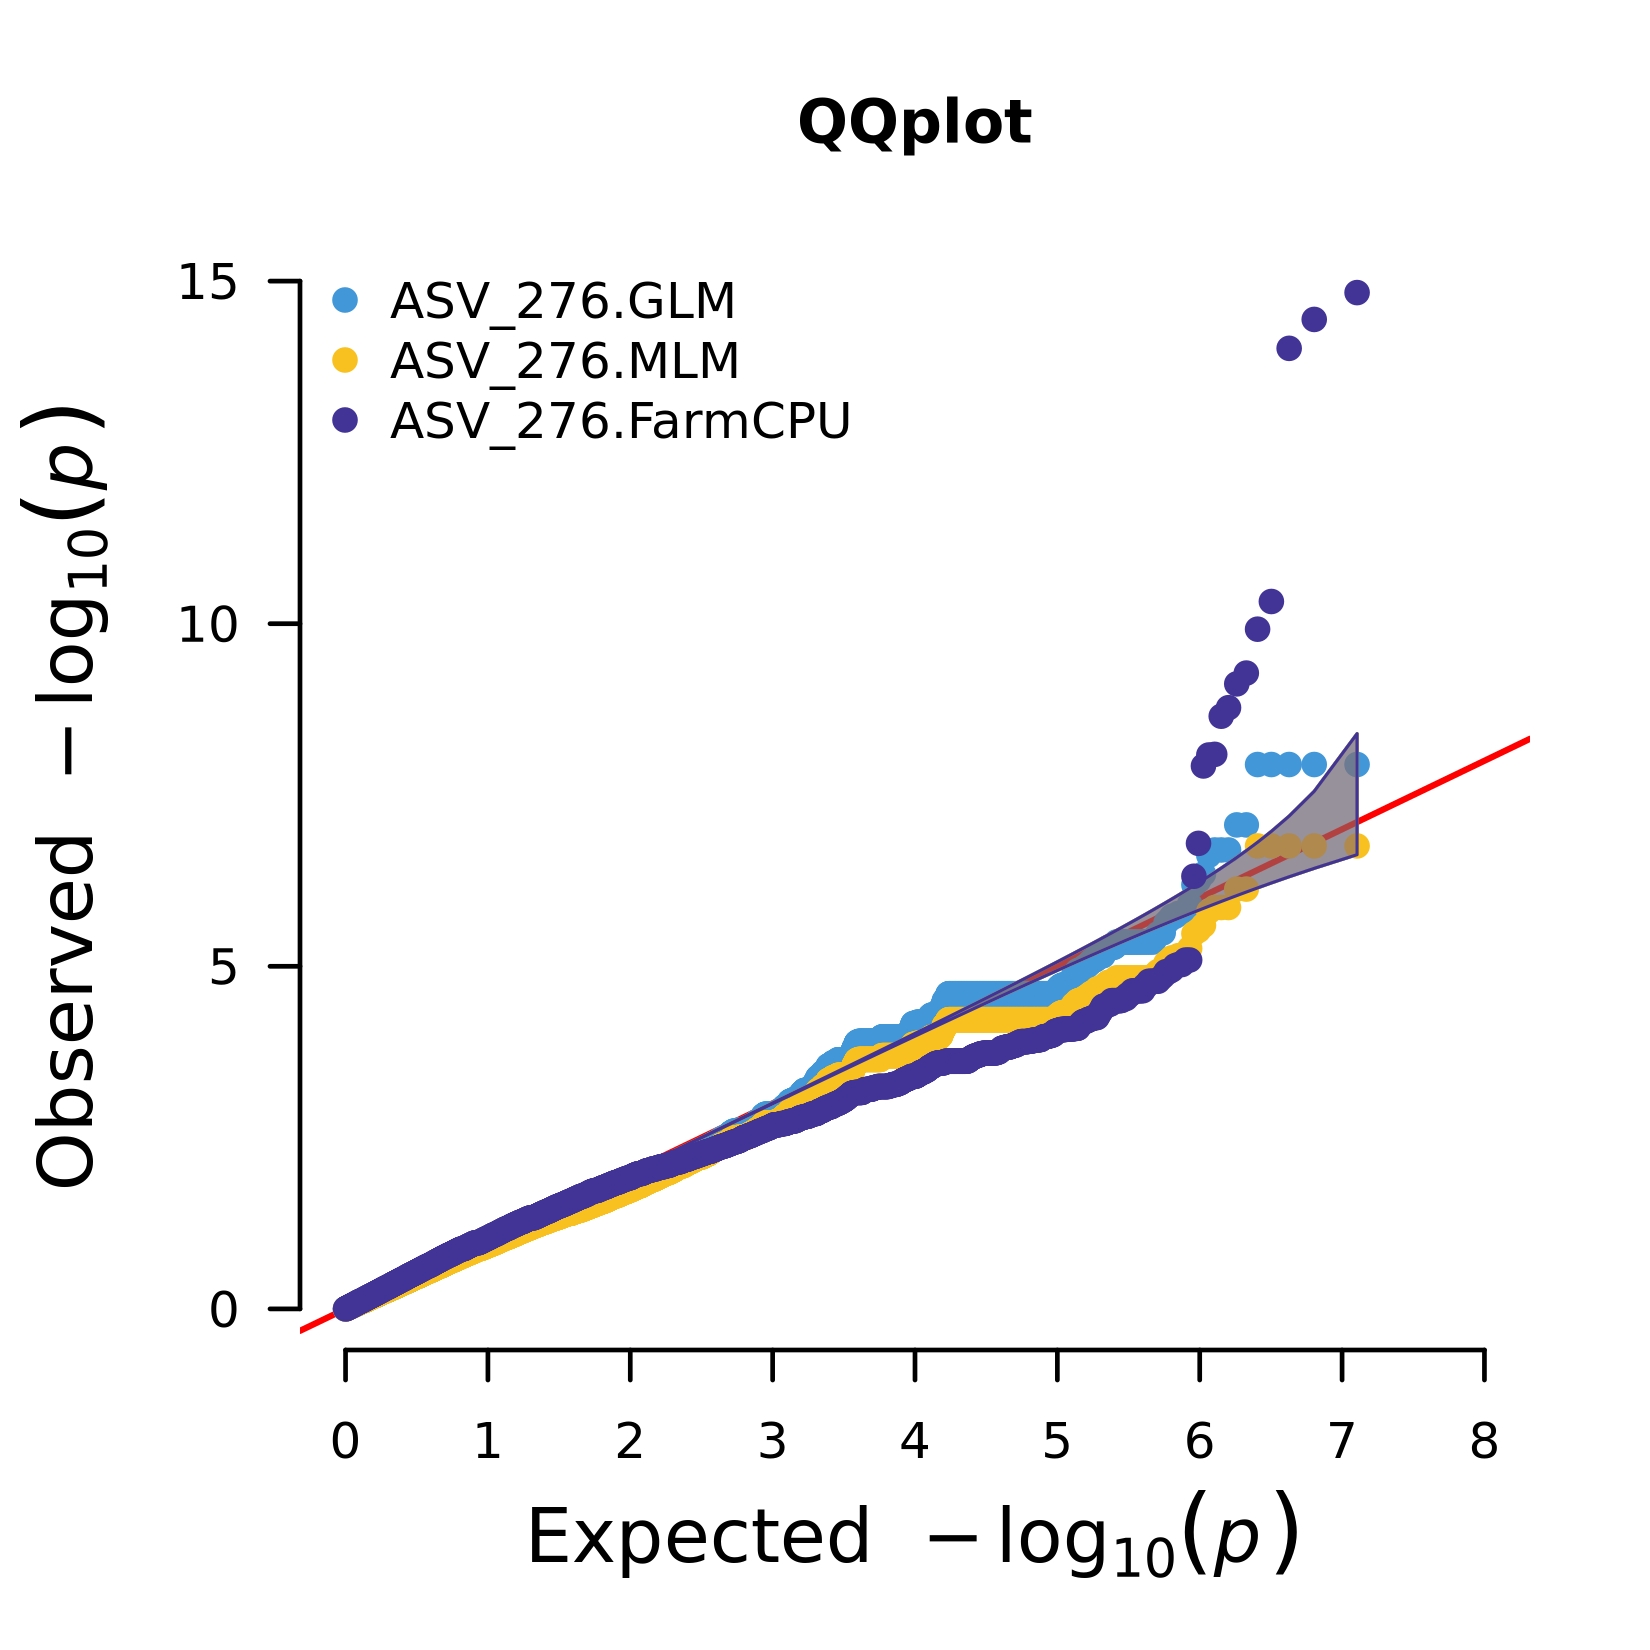 QQplot
15
10
5
0
ASV_276.GLM
ASV_276.MLM
ASV_276.FarmCPU
Observed −log10(p)
0 1 2 3 4 5 6 7 8
Expected −log10(p)